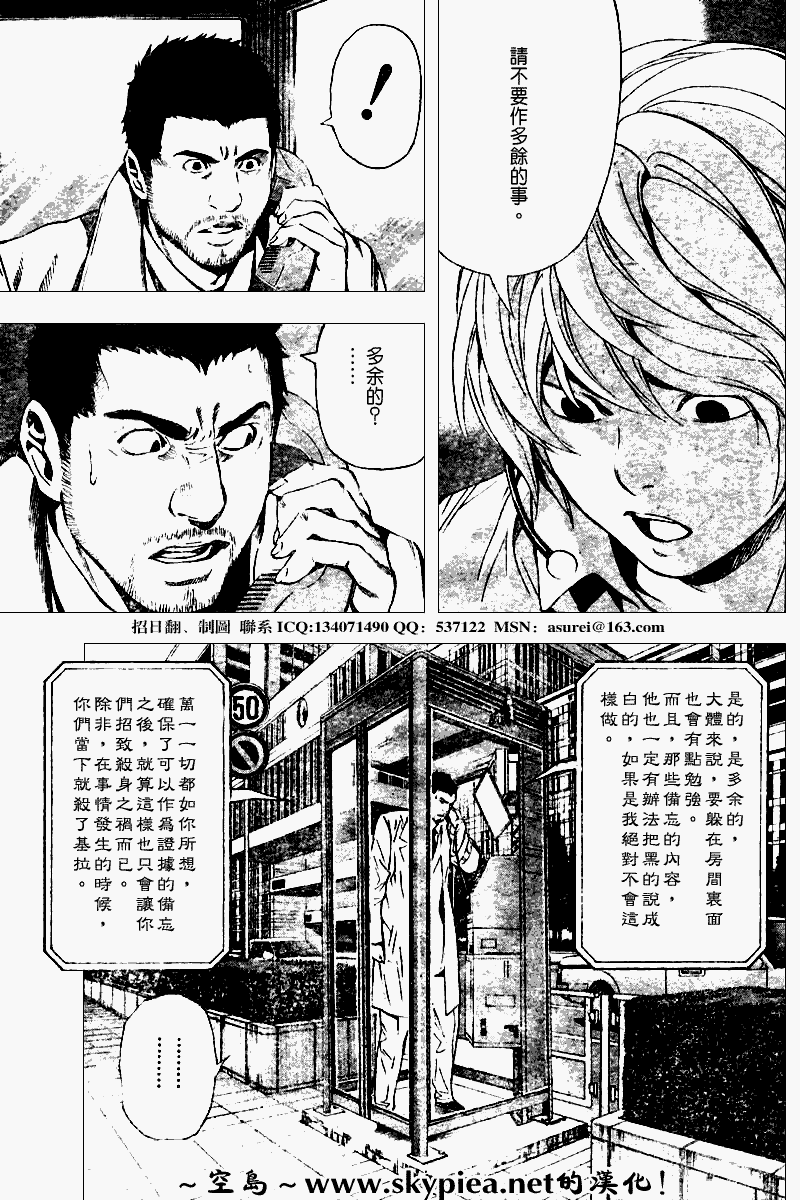 請不要作多餘的事。
！
多余的？
……
招日翻、制圖 聯系 ICQ:134071490 QQ：537122 MSN：asurei@163.com
是的，是多余的，
大體來說，要躲在房間裏面
也會有點勉強。
而且，那些備忘的內容，
他也一定有辦法把黑的說成
白的，如果是我絕對不會這
樣做。
50
萬一一切都如你所想，
確保了可以作爲證據的備忘
之後，就算這樣也只會讓你
們招致殺身之禍而已。
除非，在事情發生的時候，
你們當下就殺了基拉。
………
～空島～www.skypiea.net的漢化！